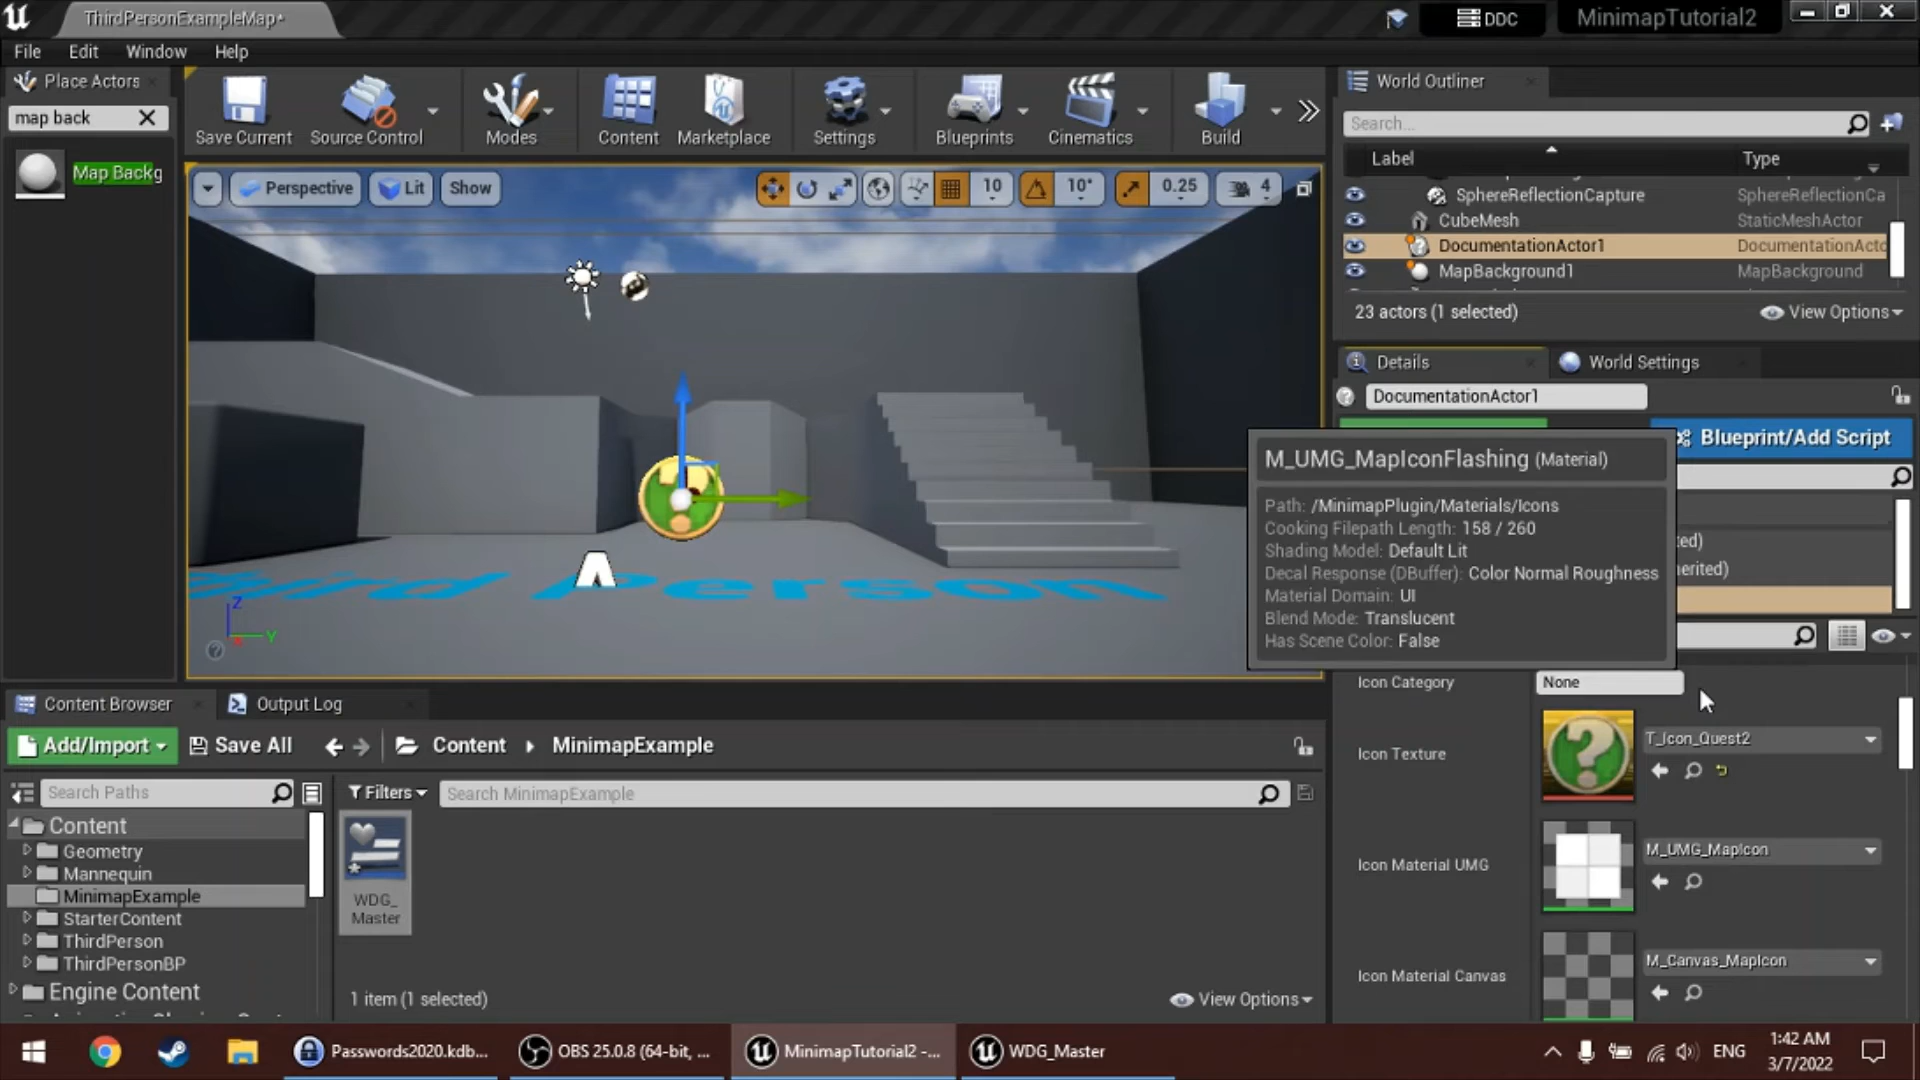 ThirdPersonExampleMap•
DDC
MinimapTutorial2
File
Edit
Window
Help
Place Actors
map back
Map Backg
Save Current
Source Control
Modes
Content
Marketplace
Settings
Blueprints
Cinematics
Build
Perspective
Lit
Show
10
10°
0.25
4
Third Person
Z
Y
World Outliner
Search...
Label
Type
SphereReflectionCapture
SphereReflectionCa
CubeMesh
StaticMeshActor
DocumentationActor1
DocumentationActo
MapBackground1
MapBackground
23 actors (1 selected)
View Options
Details
World Settings
DocumentationActor1
Blueprint/Add Script
M_UMG_MapIconFlashing (Material)
Path: /MinimapPlugin/Materials/Icons
Cooking Filepath Length: 158 / 260
Shading Model: Default Lit
Decal Response (DBuffer): Color Normal Roughness
Material Domain: UI
Blend Mode: Translucent
Has Scene Color: False
ted)
erited)
Icon Category
None
Icon Texture
T_Icon_Quest2
Icon Material UMG
M_UMG_MapIcon
Icon Material Canvas
M_Canvas_MapIcon
Content Browser
Output Log
Add/Import
Save All
Content
MinimapExample
Search Paths
Filters
Search MinimapExample
Content
Geometry
Mannequin
MinimapExample
StarterContent
ThirdPerson
ThirdPersonBP
Engine Content
WDG_
Master
1 item (1 selected)
View Options
Passwords2020.kdb...
OBS 25.0.8 (64-bit, ...
MinimapTutorial2 -...
WDG_Master
ENG
1:42 AM
3/7/2022